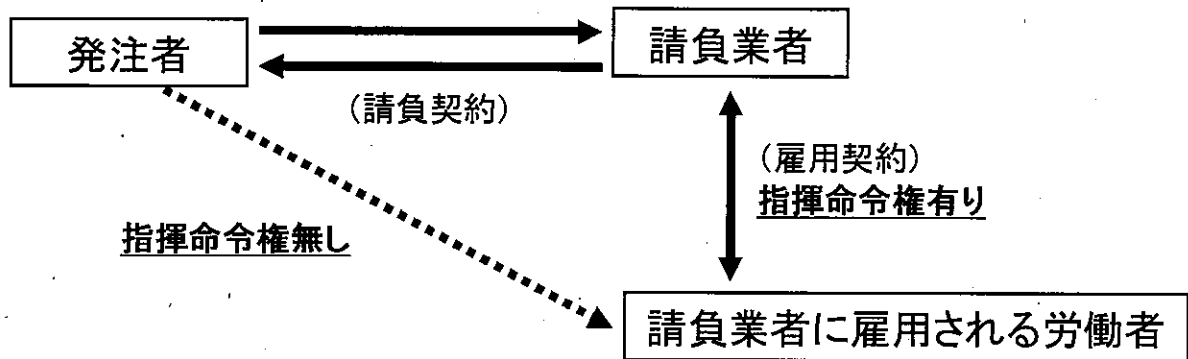 発注者
請負業者
（請負契約）
（雇用契約）
指揮命令権有り
指揮命令権無し
請負業者に雇用される労働者